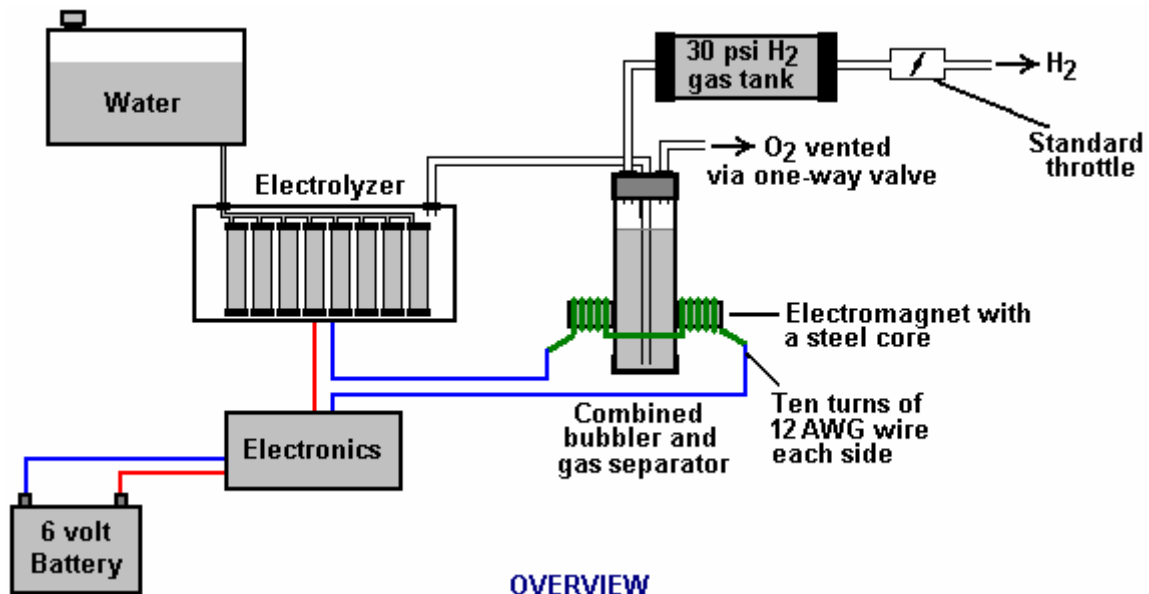 30 psi H2
gas tank
H2
Water
Standard
throttle
O2 vented
via one-way valve
Electrolyzer
Electromagnet with
a steel core
Combined
bubbler and
gas separator
Ten turns of
12 AWG wire
each side
Electronics
6 volt
Battery
OVERVIEW